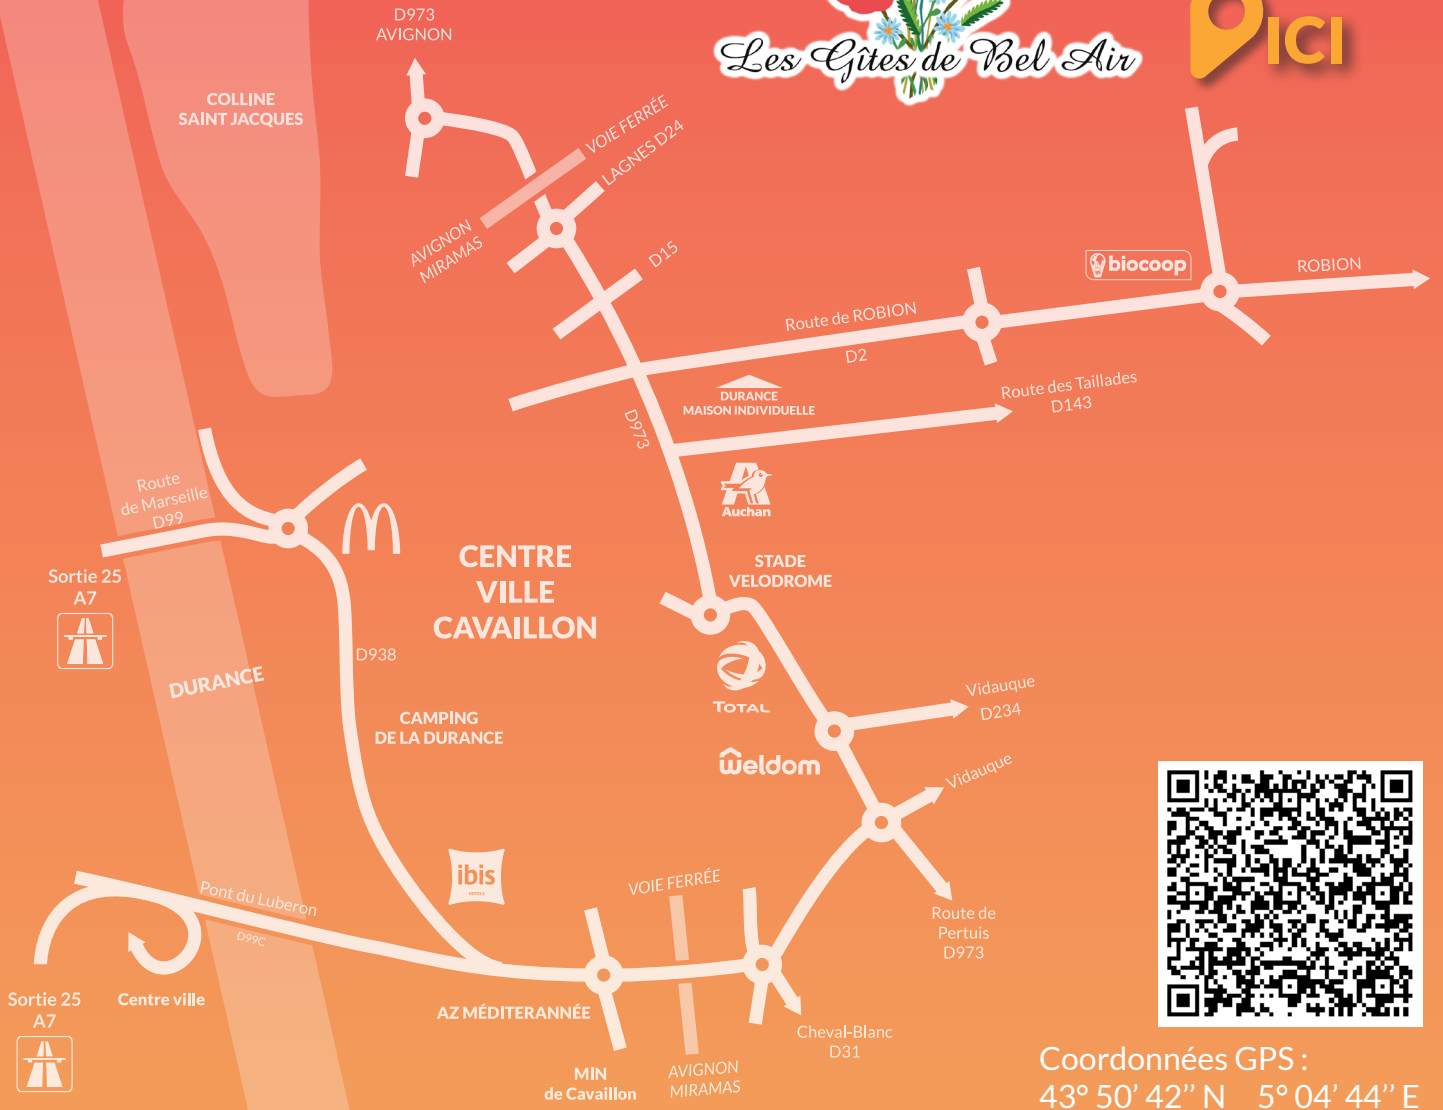 D973
AVIGNON
Les Gîtes de Bel Air
ICI
COLLINE
SAINT JACQUES
VOIE FERRÉE
LAGNES D24
AVIGNON
MIRAMAS
D15
biocoop
ROBION
Route de ROBION
D2
DURANCE
MAISON INDIVIDUELLE
Route des Taillades
D143
D973
Auchan
Route
de Marseille
D99
Sortie 25
A7
CENTRE
VILLE
CAVAILLON
STADE
VELODROME
D938
DURANCE
TOTAL
CAMPING
DE LA DURANCE
Vidauque
D234
weldom
Vidauque
ibis
HOTELS
VOIE FERRÉE
Pont du Luberon
D99C
Route de
Pertuis
D973
Sortie 25
A7
Centre ville
AZ MÉDITERANNÉE
Cheval-Blanc
D31
MIN
de Cavaillon
AVIGNON
MIRAMAS
Coordonnées GPS :
43° 50’ 42’’ N 5° 04’ 44’’ E